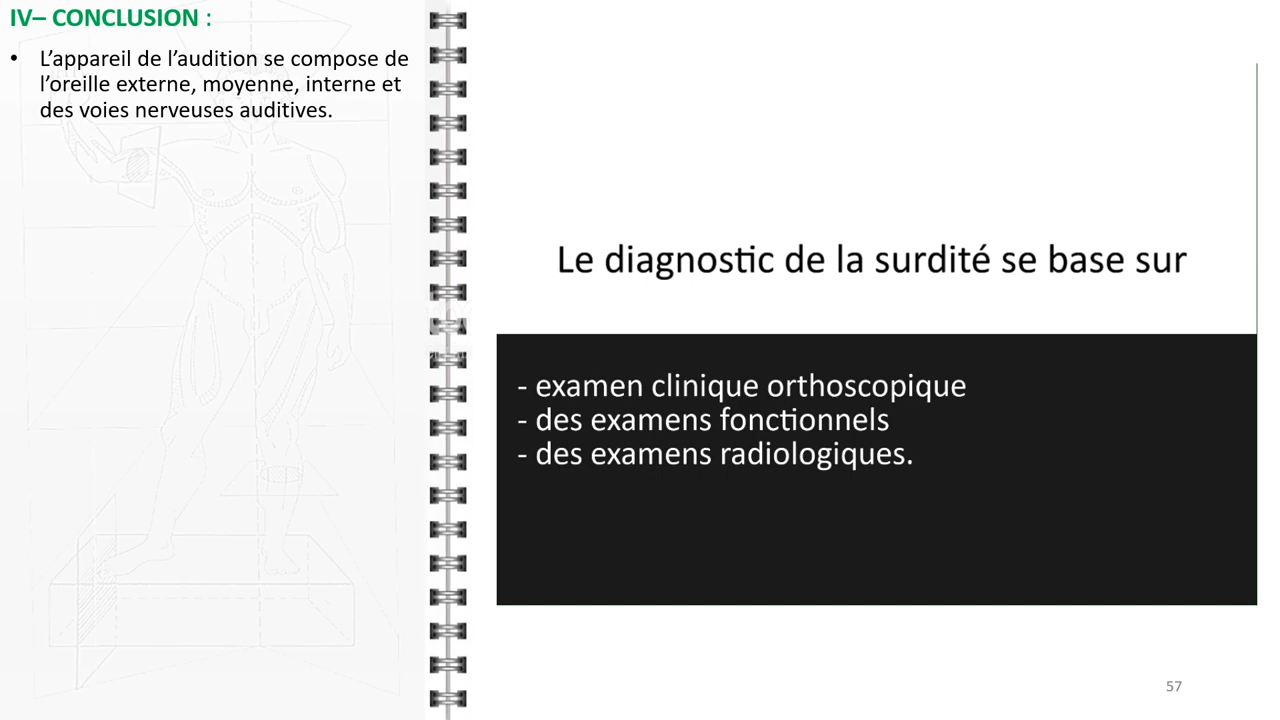 IV– CONCLUSION :
• L’appareil de l’audition se compose de
l’oreille externe, moyenne, interne et
des voies nerveuses auditives.
Le diagnostic de la surdité se base sur
- examen clinique orthoscopique
- des examens fonctionnels
- des examens radiologiques.
57